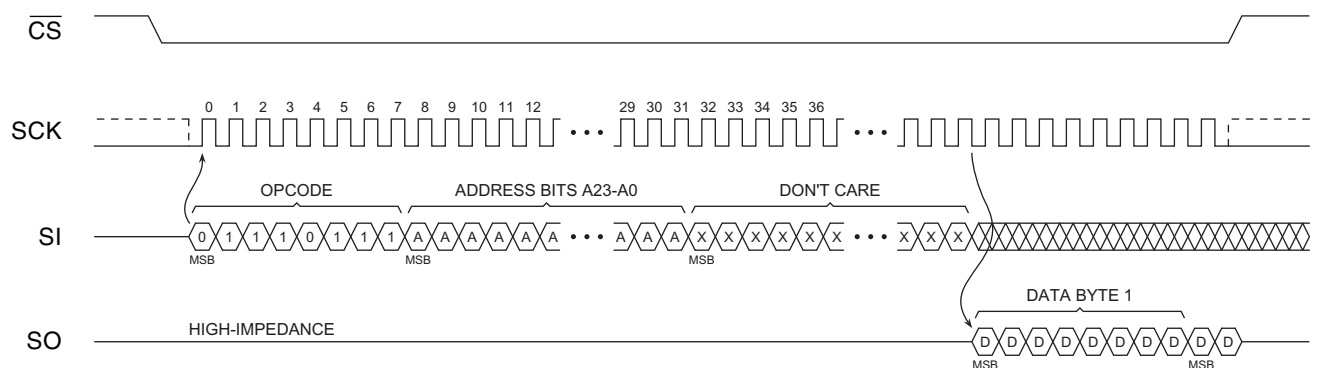 CS
0 1 2 3 4 5 6 7 8 9 10 11 12 29 30 31 32 33 34 35 36
SCK
OPCODE ADDRESS BITS A23-A0 DON'T CARE
SI 0 1 1 1 0 1 1 1 A A A A A A A A A X X X X X X X X X
MSB MSB MSB
DATA BYTE 1
HIGH-IMPEDANCE
SO D D D D D D D D D D
MSB MSB